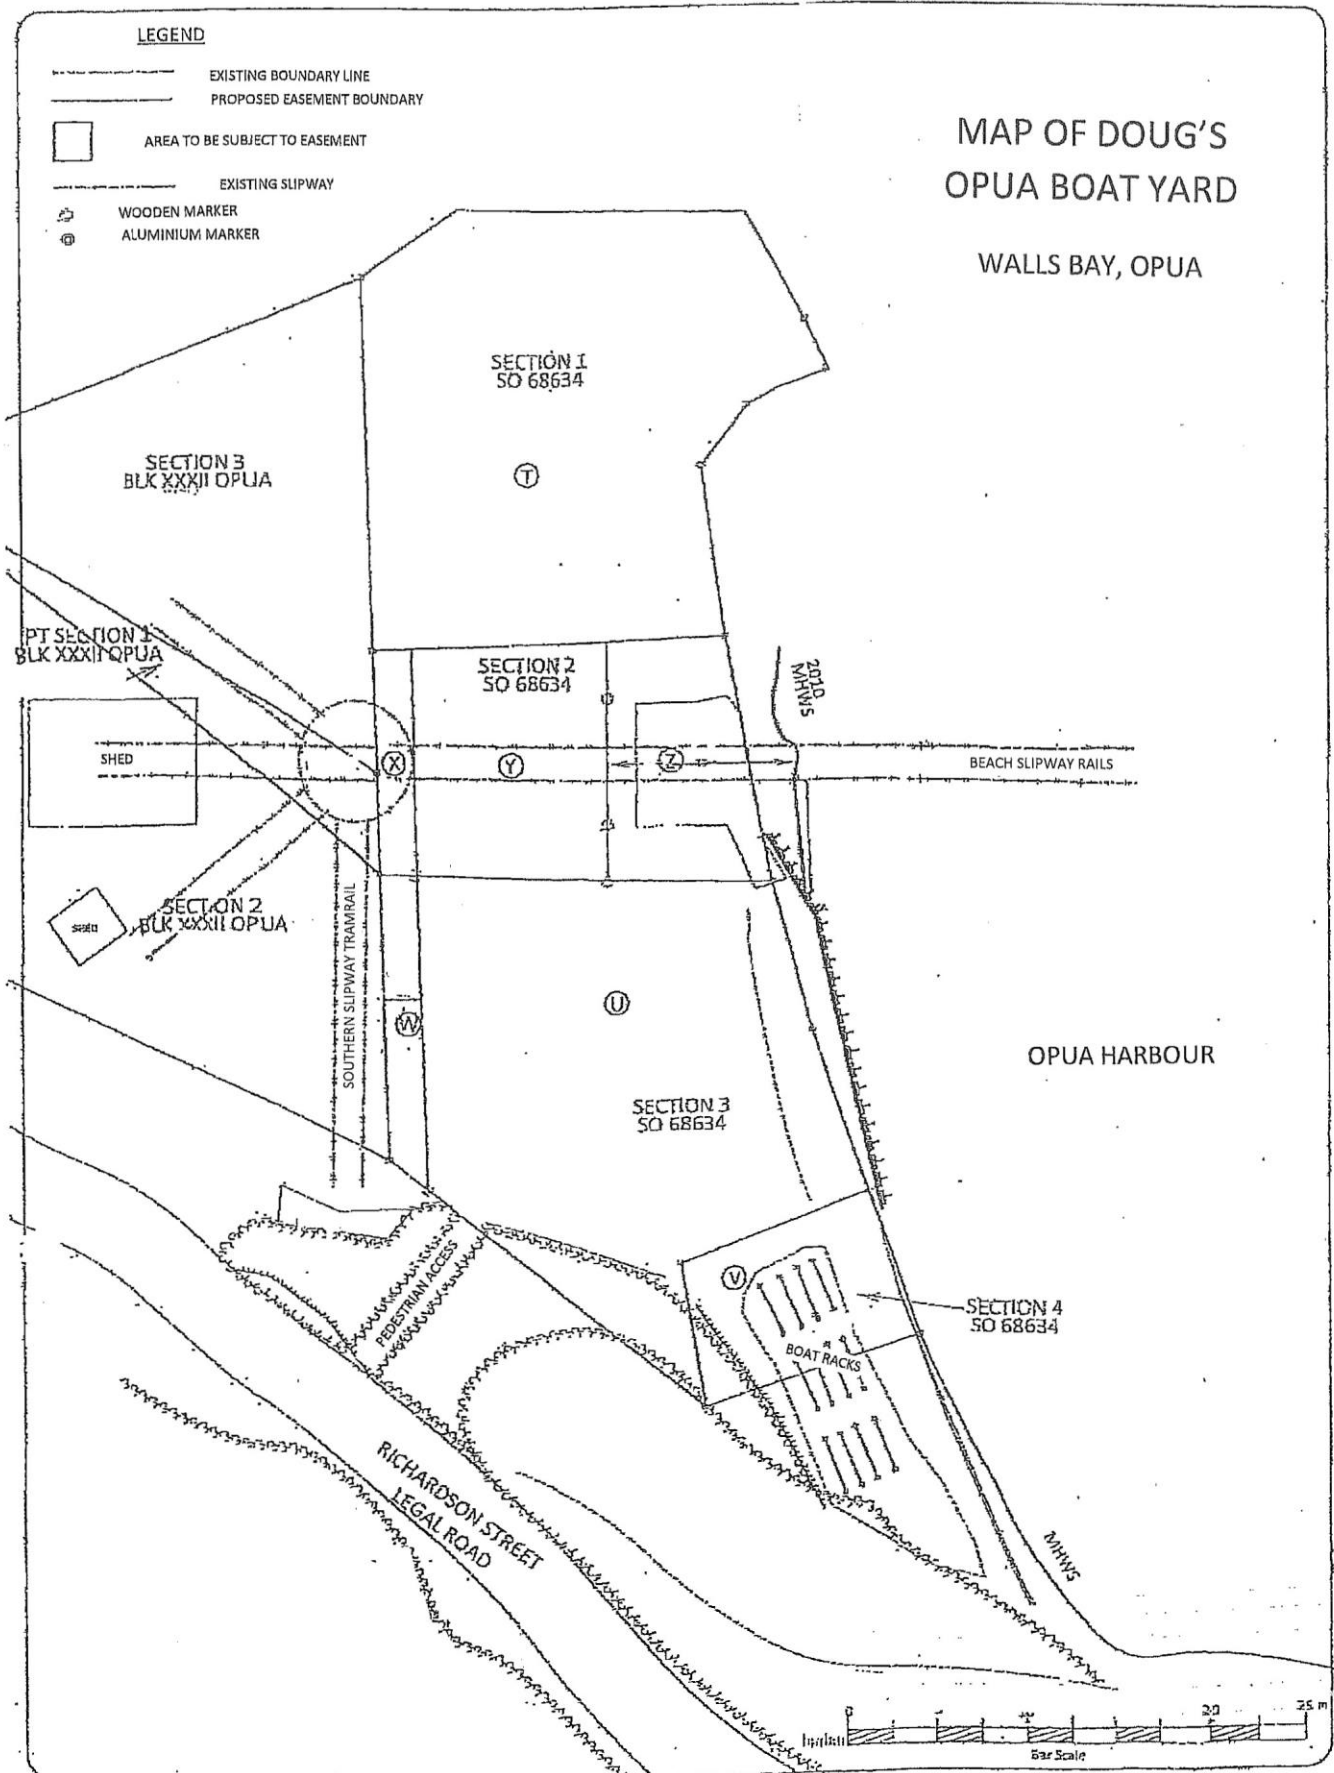 LEGEND
EXISTING BOUNDARY LINE
PROPOSED EASEMENT BOUNDARY
AREA TO BE SUBJECT TO EASEMENT
EXISTING SLIPWAY
WOODEN MARKER
ALUMINIUM MARKER
MAP OF DOUG'S
OPUA BOAT YARD
WALLS BAY, OPUA
SECTION 1
SO 68634
T
SECTION 3
BLK XXXII OPUA
PT SECTION 1
BLK XXXII OPUA
SECTION 2
SO 68634
2010
MHWS
SHED
X
Y
Z
BEACH SLIPWAY RAILS
SECTION 2
BLK XXXII OPUA
SHED
SOUTHERN SLIPWAY TRAMRAIL
W
U
OPUA HARBOUR
SECTION 3
SO 68634
PEDESTRIAN ACCESS
V
SECTION 4
SO 68634
BOAT RACKS
RICHARDSON STREET
LEGAL ROAD
MHWS
0
20
25 m
Bar Scale